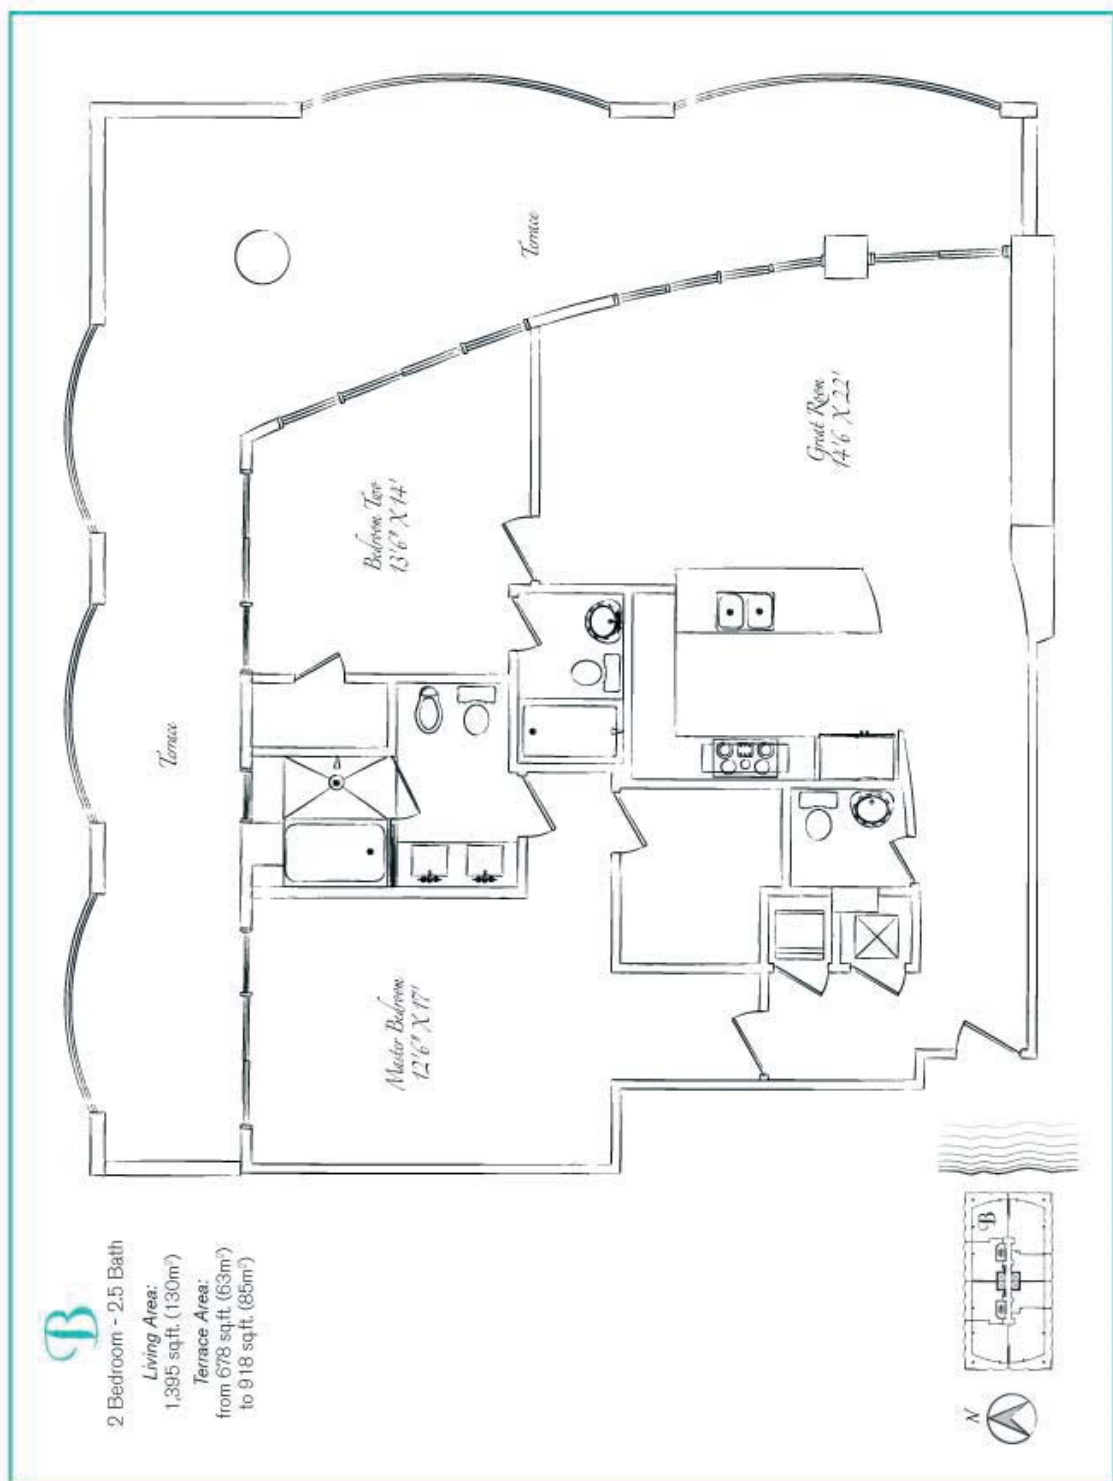 B
2 Bedroom - 2.5 Bath
Living Area:
1,395 sq.ft. (130m²)
Terrace Area:
from 678 sq.ft. (63m²)
to 918 sq.ft. (85m²)
Terrace
Terrace
Bedroom Two
13'6" X 14'
Great Room
14'6 X 22'
Master Bedroom
12'6" X 17'
B
N